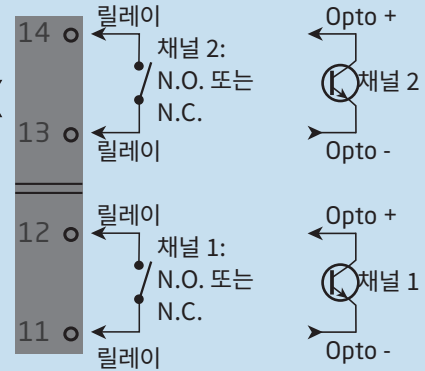 14
릴레이
채널 2:
N.O. 또는
N.C.
13
릴레이
Opto +
채널 2
Opto -
12
릴레이
채널 1:
N.O. 또는
N.C.
11
릴레이
Opto +
채널 1
Opto -